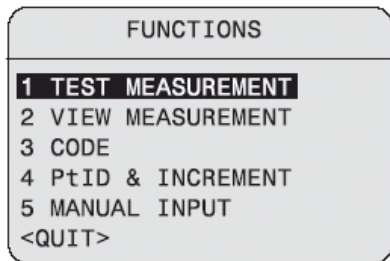 FUNCTIONS
1 TEST MEASUREMENT
2 VIEW MEASUREMENT
3 CODE
4 PtID & INCREMENT
5 MANUAL INPUT
<QUIT>